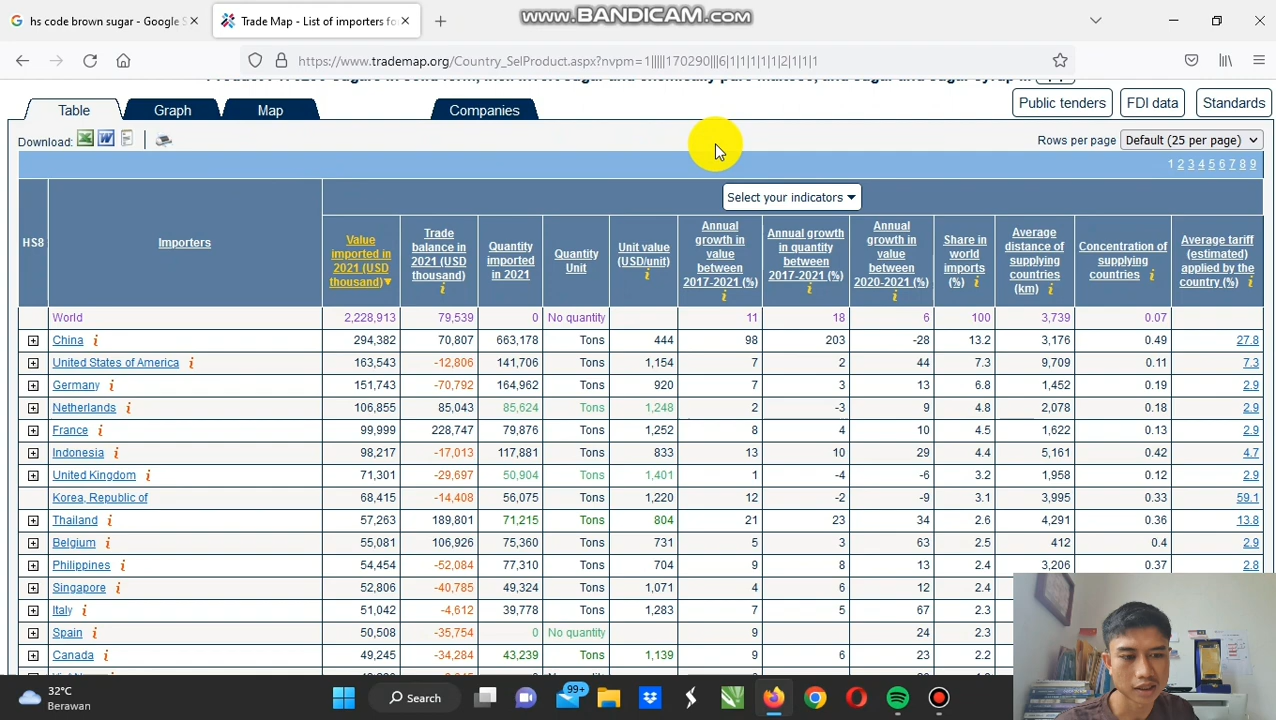 www.BANDICAM.com
hs code brown sugar - Google S
Trade Map - List of importers fo
https://www.trademap.org/Country_SelProduct.aspx?nvpm=1|||||170290|||6|1|1|1|1|1|2|1|1|1
Table
Graph
Map
Companies
Public tenders
FDI data
Standards
Download:
Rows per page
Default (25 per page)
1 2 3 4 5 6 7 8 9
Select your indicators
HS8
Importers
Value imported in 2021 (USD thousand)
Trade balance in 2021 (USD thousand)
Quantity imported in 2021
Quantity Unit
Unit value (USD/unit)
Annual growth in value between 2017-2021 (%)
Annual growth in quantity between 2017-2021 (%)
Annual growth in value between 2020-2021 (%)
Share in world imports (%)
Average distance of supplying countries (km)
Concentration of supplying countries
Average tariff (estimated) applied by the country (%)
World 2,228,913 79,539 0 No quantity 11 18 6 100 3,739 0.07
China i 294,382 70,807 663,178 Tons 444 98 203 -28 13.2 3,176 0.49 27.8
United States of America i 163,543 -12,806 141,706 Tons 1,154 7 2 44 7.3 9,709 0.11 7.3
Germany i 151,743 -70,792 164,962 Tons 920 7 3 13 6.8 1,452 0.19 2.9
Netherlands i 106,855 85,043 85,624 Tons 1,248 2 -3 9 4.8 2,078 0.18 2.9
France i 99,999 228,747 79,876 Tons 1,252 8 4 10 4.5 1,622 0.13 2.9
Indonesia i 98,217 -17,013 117,881 Tons 833 13 10 29 4.4 5,161 0.42 4.7
United Kingdom i 71,301 -29,697 50,904 Tons 1,401 1 -4 -6 3.2 1,958 0.12 2.9
Korea, Republic of 68,415 -14,408 56,075 Tons 1,220 12 -2 -9 3.1 3,995 0.33 59.1
Thailand i 57,263 189,801 71,215 Tons 804 21 23 34 2.6 4,291 0.36 13.8
Belgium i 55,081 106,926 75,360 Tons 731 5 3 63 2.5 412 0.4 2.9
Philippines i 54,454 -52,084 77,310 Tons 704 9 8 13 2.4 3,206 0.37 2.8
Singapore i 52,806 -40,785 49,324 Tons 1,071 4 6 12 2.4
Italy i 51,042 -4,612 39,778 Tons 1,283 7 5 67 2.3
Spain i 50,508 -35,754 0 No quantity 9 24 2.3
Canada i 49,245 -34,284 43,239 Tons 1,139 9 6 23 2.2
32°C
Berawan
Search
99+